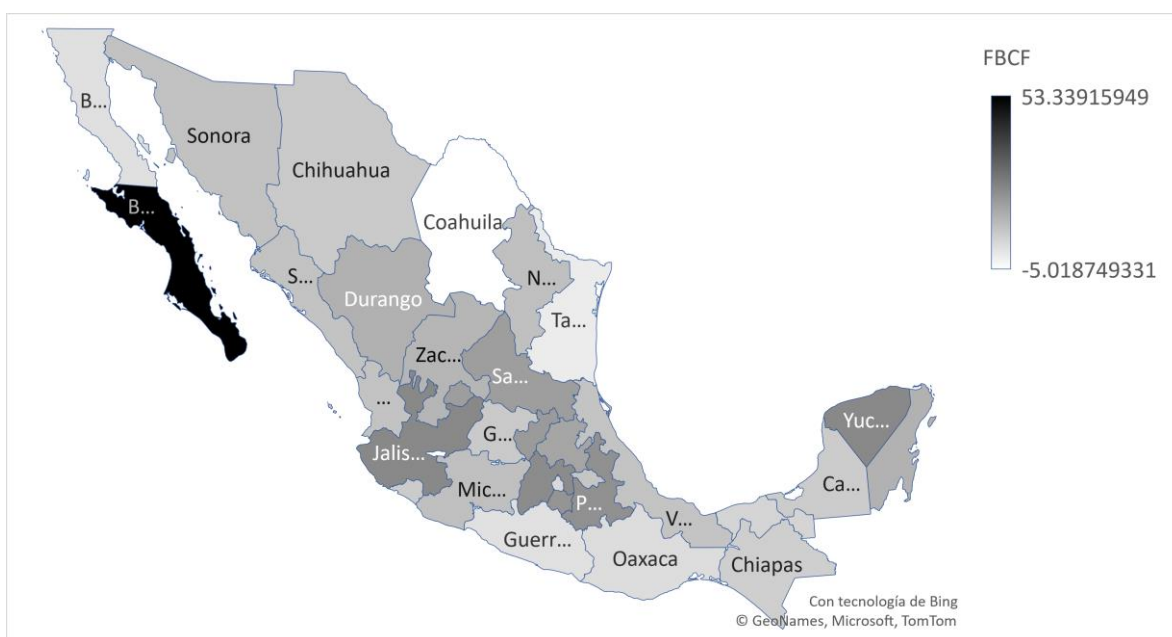 FBCF
53.33915949
-5.018749331
B...
Sonora
Chihuahua
B...
Coahuila
S...
N...
Durango
Ta...
Zac...
Sa...
...
G...
Yuc...
Jalis...
Mic...
P...
Ca...
V...
Guerr...
Oaxaca
Chiapas
Con tecnología de Bing
© GeoNames, Microsoft, TomTom